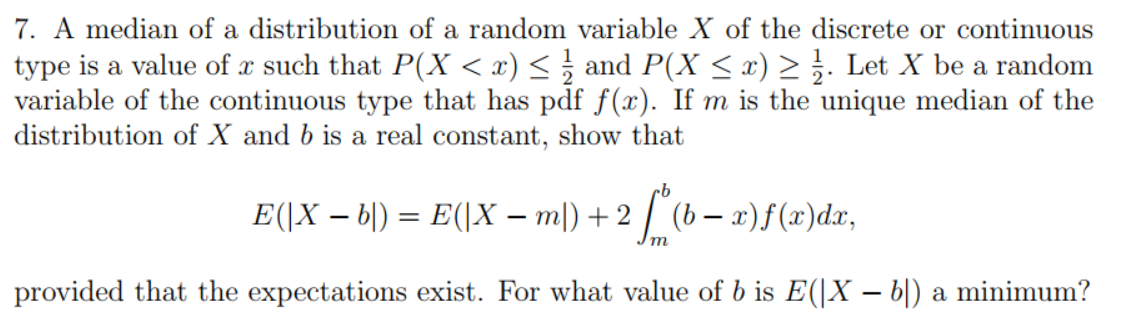 7. A median of a distribution of a random variable X of the discrete or continuous
type is a value of x such that P(X < x) ≤ 1/2 and P(X ≤ x) ≥ 1/2. Let X be a random
variable of the continuous type that has pdf f(x). If m is the unique median of the
distribution of X and b is a real constant, show that
E(|X − b|) = E(|X − m|) + 2 ∫_m^b (b − x)f(x)dx,
provided that the expectations exist. For what value of b is E(|X − b|) a minimum?